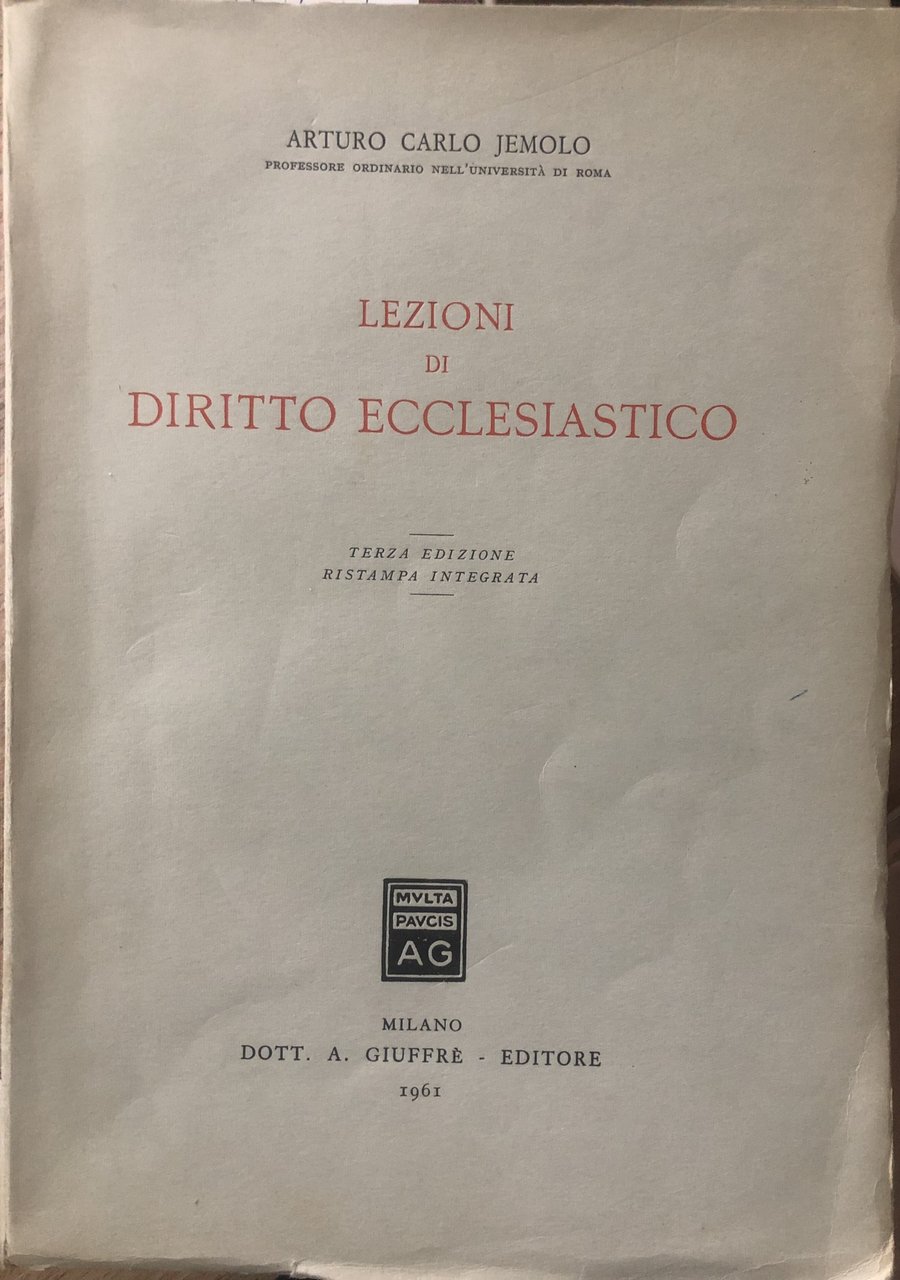 ARTURO CARLO JEMOLO
PROFESSORE ORDINARIO NELL'UNIVERSITÀ DI ROMA
LEZIONI
DI
DIRITTO ECCLESIASTICO
TERZA EDIZIONE
RISTAMPA INTEGRATA
MVLTA
PAVCIS
AG
MILANO
DOTT. A. GIUFFRÈ - EDITORE
1961